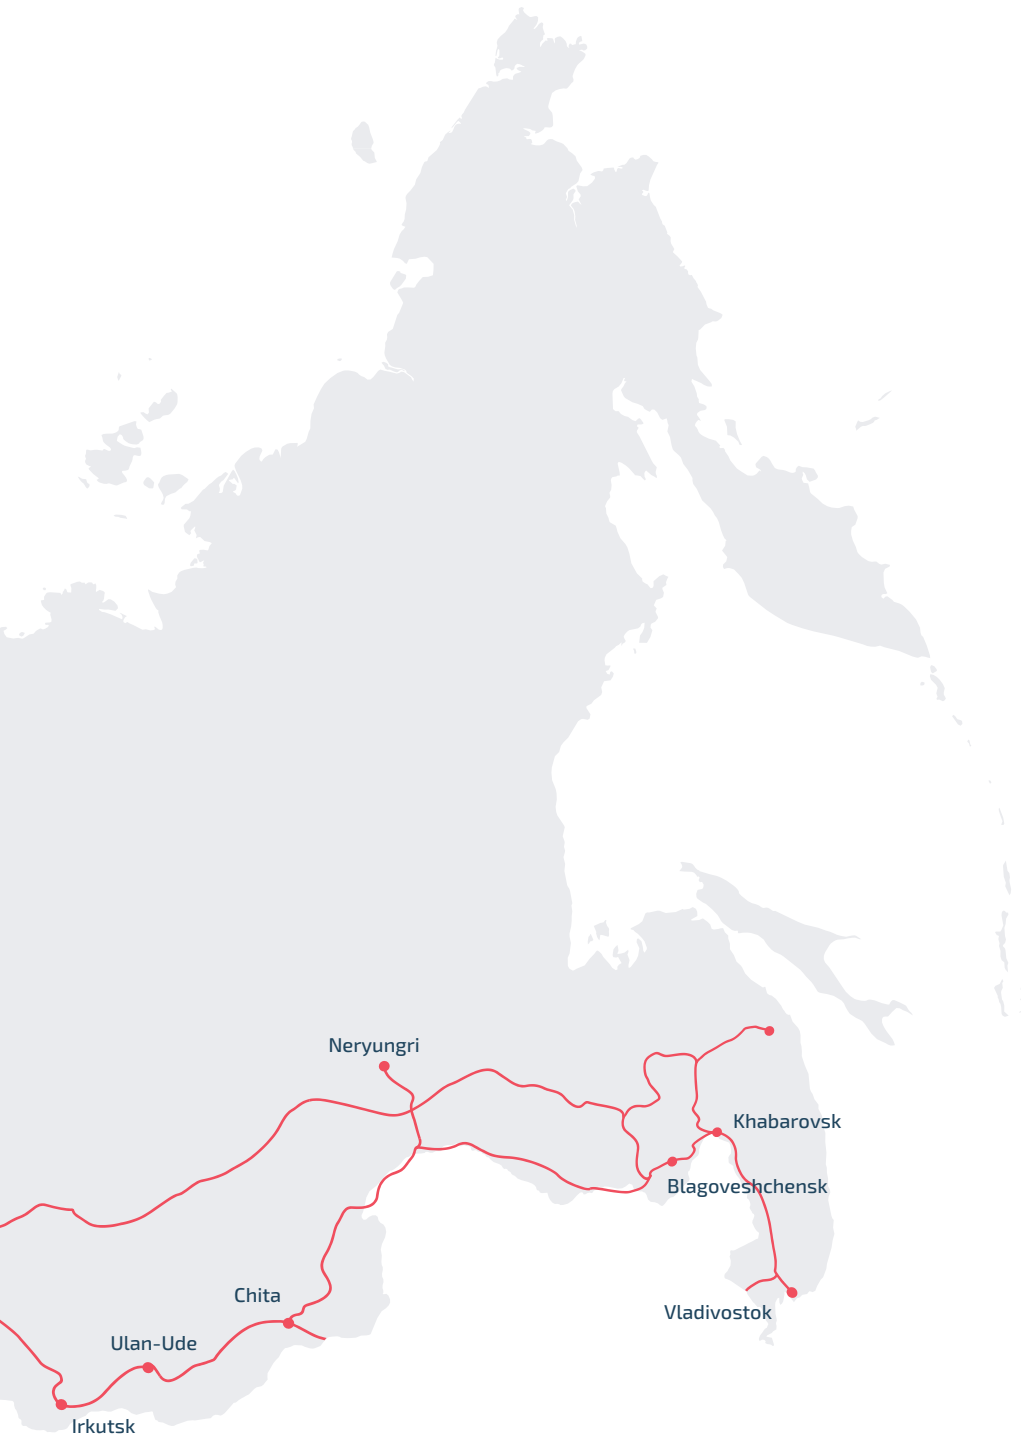 Neryungri
Khabarovsk
Blagoveshchensk
Chita
Vladivostok
Ulan-Ude
Irkutsk